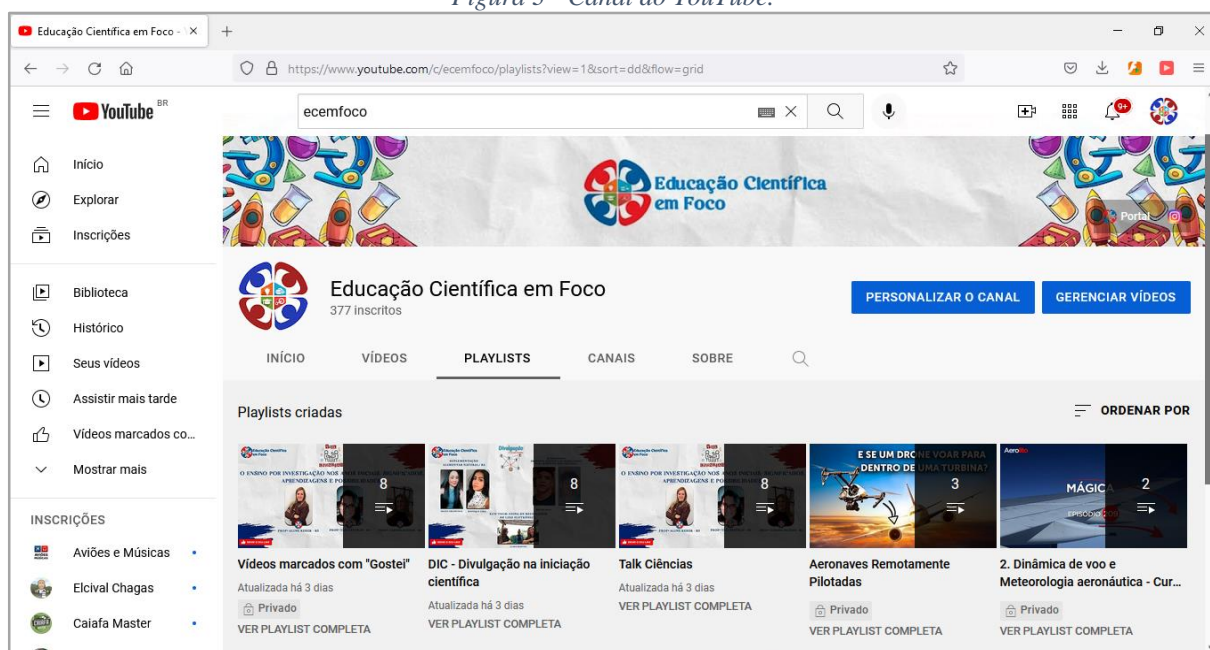 Figura 3 - Canal do YouTube.
Educação Científica em Foco -
https://www.youtube.com/c/ecemfoco/playlists?view=1&sort=dd&flow=grid
YouTube BR
ecemfoco
9+
Início
Explorar
Inscrições
Biblioteca
Histórico
Seus vídeos
Assistir mais tarde
Vídeos marcados co...
Mostrar mais
INSCRIÇÕES
Aviões e Músicas
Elcival Chagas
Caiafa Master
Educação Científica
em Foco
Portal
Educação Científica em Foco
377 inscritos
PERSONALIZAR O CANAL
GERENCIAR VÍDEOS
INÍCIO
VÍDEOS
PLAYLISTS
CANAIS
SOBRE
Playlists criadas
ORDENAR POR
8
Vídeos marcados com "Gostei"
Atualizada há 3 dias
Privado
VER PLAYLIST COMPLETA
8
DIC - Divulgação na iniciação
científica
Atualizada há 3 dias
VER PLAYLIST COMPLETA
8
Talk Ciências
Atualizada há 3 dias
VER PLAYLIST COMPLETA
E SE UM DRONE VOAR PARA
DENTRO DE UMA TURBINA?
3
Aeronaves Remotamente
Pilotadas
Privado
VER PLAYLIST COMPLETA
MÁGICA
2
2. Dinâmica de voo e
Meteorologia aeronáutica - Cur...
Privado
VER PLAYLIST COMPLETA